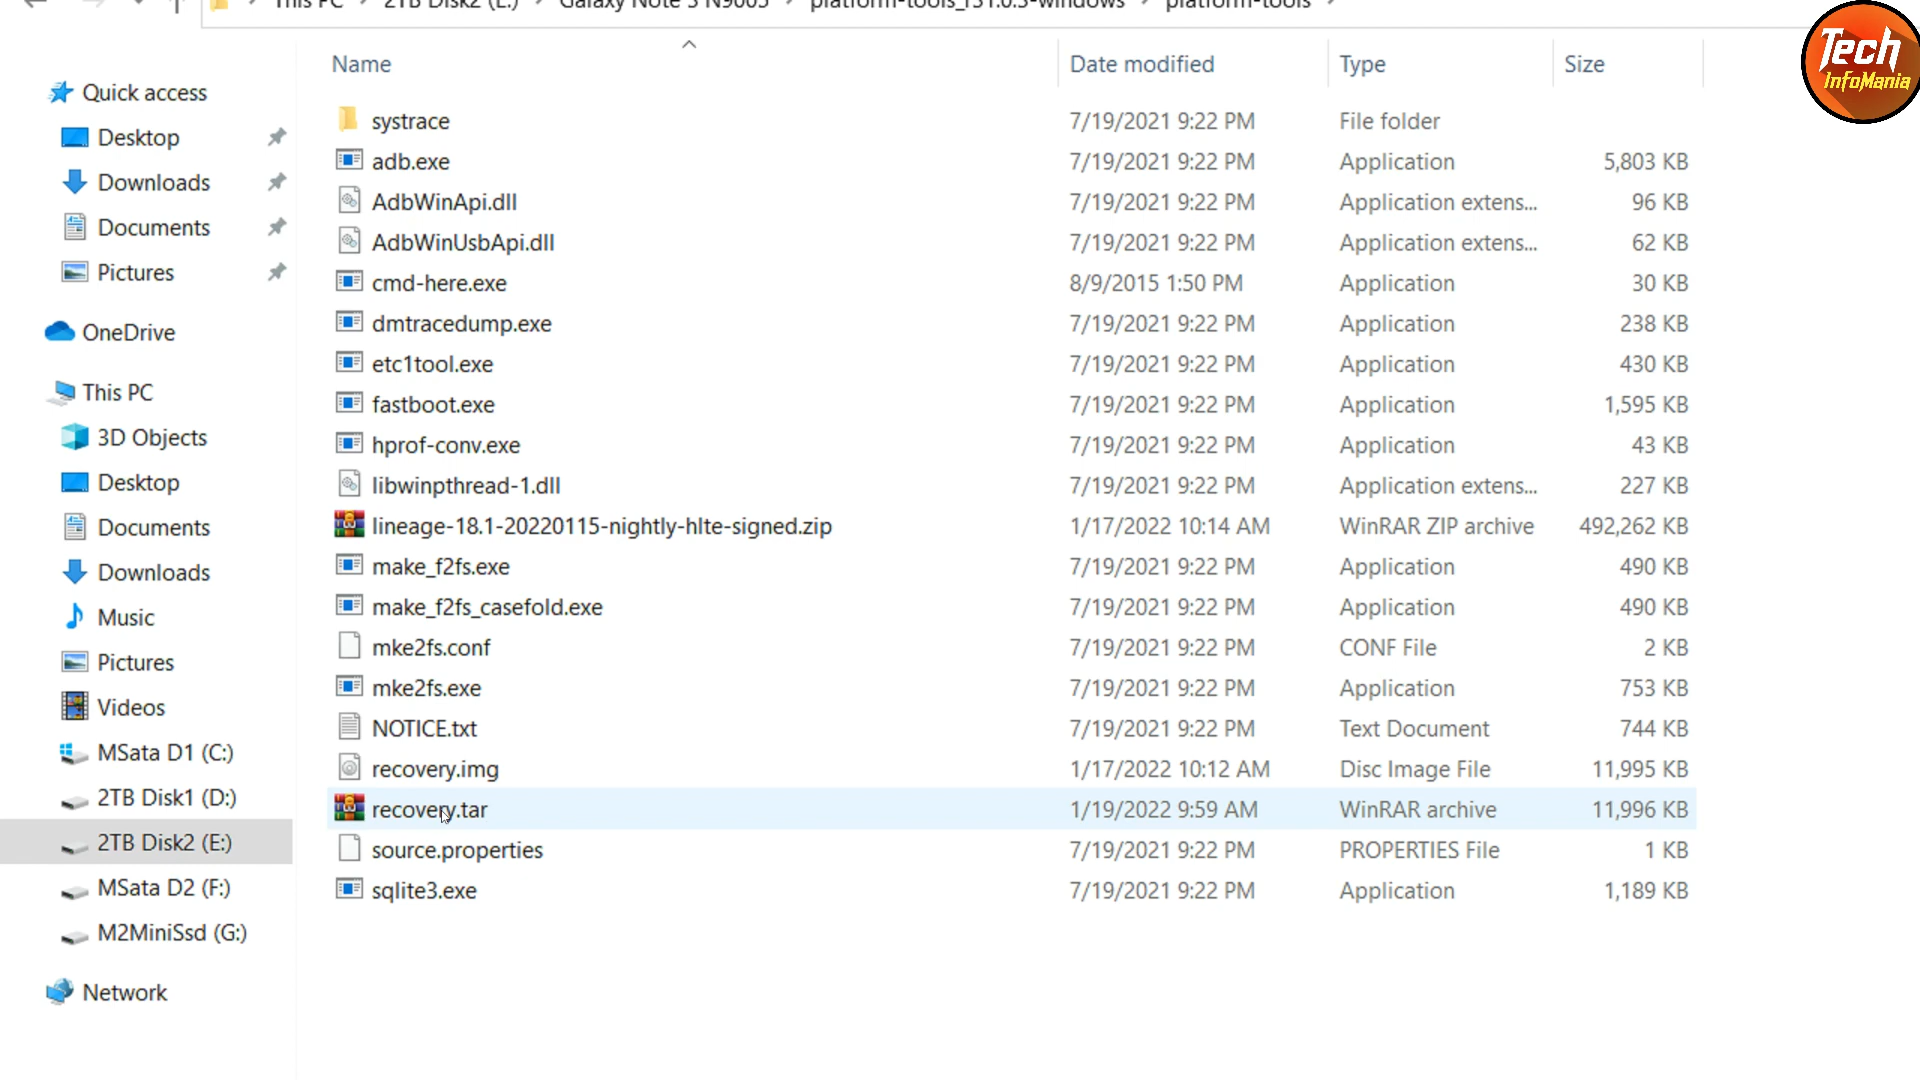 This PC 2TB Disk2 (E:) Galaxy Note 3 N9005 platform-tools_r31.0.3-windows platform-tools
Tech
InfoMania
Name Date modified Type Size
Quick access
Desktop
Downloads
Documents
Pictures
OneDrive
This PC
3D Objects
Desktop
Documents
Downloads
Music
Pictures
Videos
MSata D1 (C:)
2TB Disk1 (D:)
2TB Disk2 (E:)
MSata D2 (F:)
M2MiniSsd (G:)
Network
systrace 7/19/2021 9:22 PM File folder
adb.exe 7/19/2021 9:22 PM Application 5,803 KB
AdbWinApi.dll 7/19/2021 9:22 PM Application extens... 96 KB
AdbWinUsbApi.dll 7/19/2021 9:22 PM Application extens... 62 KB
cmd-here.exe 8/9/2015 1:50 PM Application 30 KB
dmtracedump.exe 7/19/2021 9:22 PM Application 238 KB
etc1tool.exe 7/19/2021 9:22 PM Application 430 KB
fastboot.exe 7/19/2021 9:22 PM Application 1,595 KB
hprof-conv.exe 7/19/2021 9:22 PM Application 43 KB
libwinpthread-1.dll 7/19/2021 9:22 PM Application extens... 227 KB
lineage-18.1-20220115-nightly-hlte-signed.zip 1/17/2022 10:14 AM WinRAR ZIP archive 492,262 KB
make_f2fs.exe 7/19/2021 9:22 PM Application 490 KB
make_f2fs_casefold.exe 7/19/2021 9:22 PM Application 490 KB
mke2fs.conf 7/19/2021 9:22 PM CONF File 2 KB
mke2fs.exe 7/19/2021 9:22 PM Application 753 KB
NOTICE.txt 7/19/2021 9:22 PM Text Document 744 KB
recovery.img 1/17/2022 10:12 AM Disc Image File 11,995 KB
recovery.tar 1/19/2022 9:59 AM WinRAR archive 11,996 KB
source.properties 7/19/2021 9:22 PM PROPERTIES File 1 KB
sqlite3.exe 7/19/2021 9:22 PM Application 1,189 KB